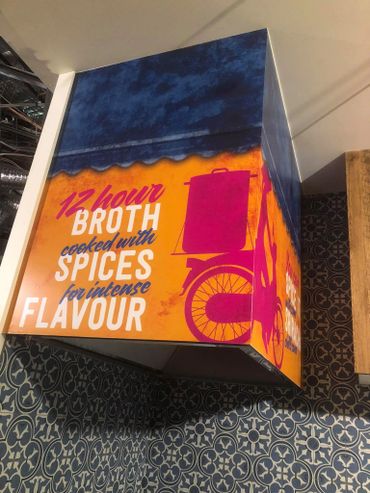 12 hour
BROTH
cooked with
SPICES
for intense
FLAVOUR